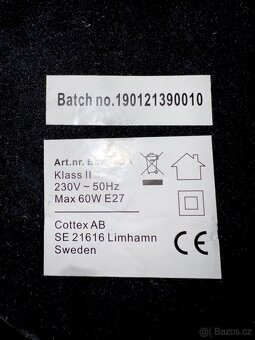 Batch no.190121390010
Art.nr.
Klass II
230V ~ 50Hz
Max 60W E27
Cottex AB
SE 21616 Limhamn
Sweden
CE
bazos.cz